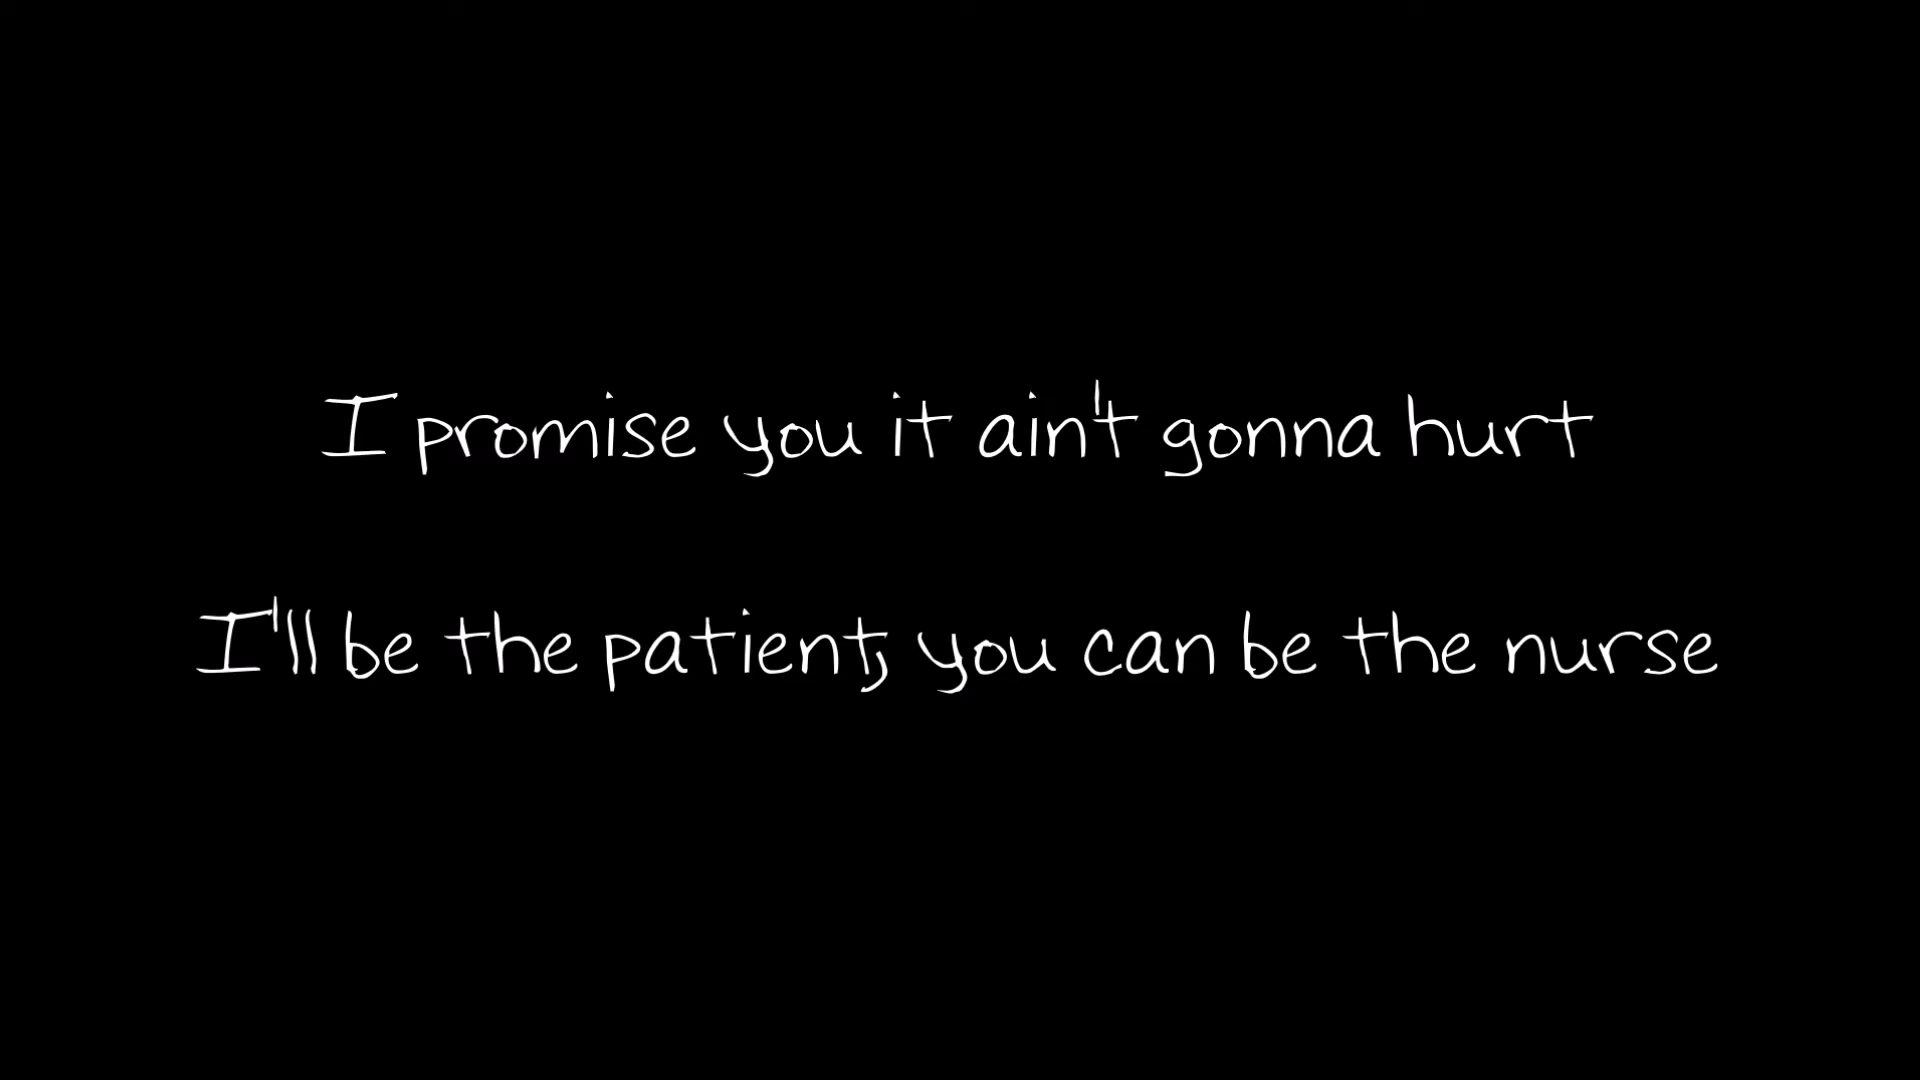 I promise you it ain't gonna hurt
I'll be the patient, you can be the nurse